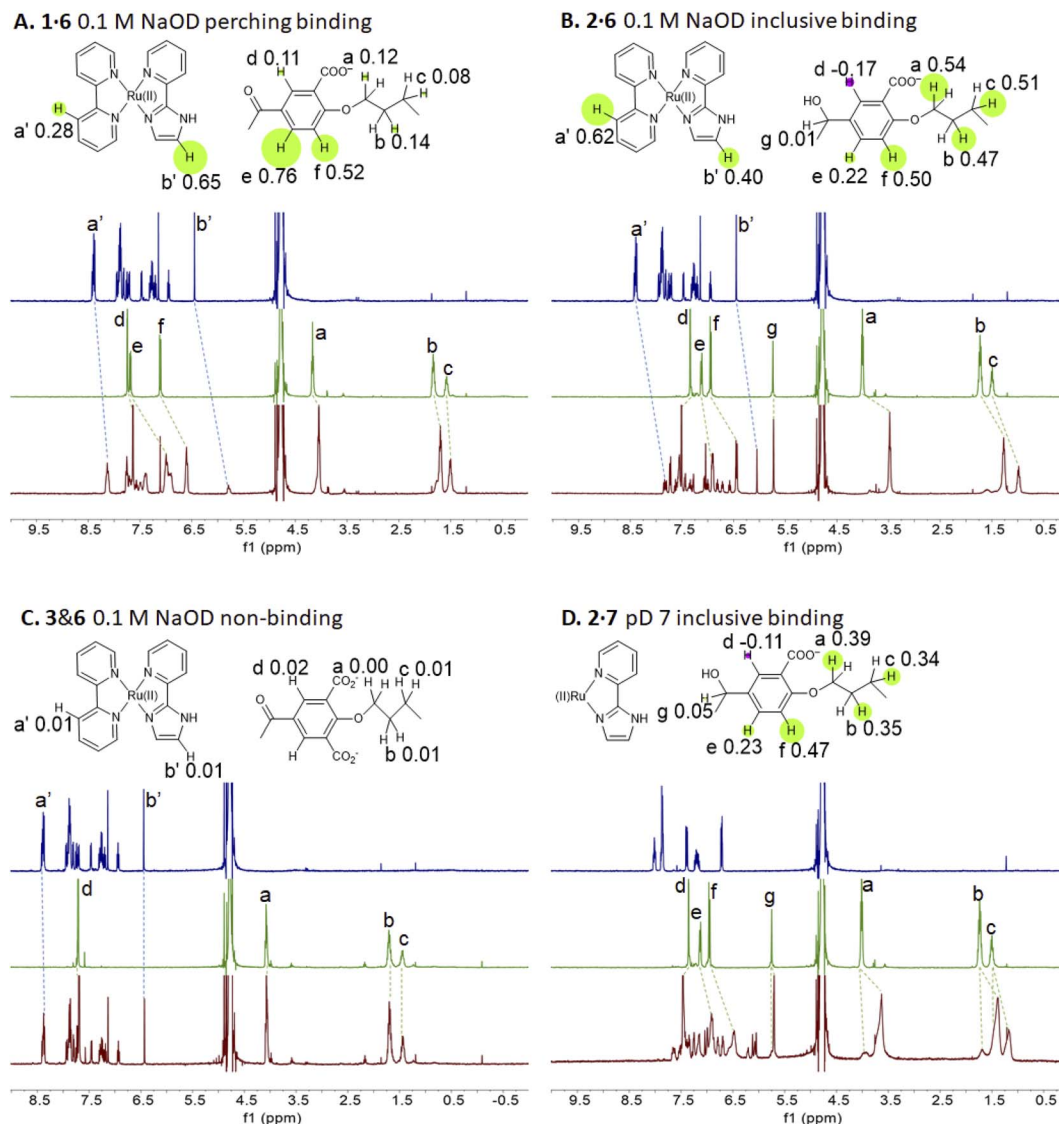 A. 1·6 0.1 M NaOD perching binding
d 0.11
a 0.12
COO⁻
H
H H
H c 0.08
H
N N
Ru(II)
N N
NH
O
O
H
a' 0.28
H
b' 0.65
H H
e 0.76
f 0.52
H H
b 0.14
a' b'
d e f a b c
9.5 8.5 7.5 6.5 5.5 4.5 3.5 2.5 1.5 0.5
f1 (ppm)
B. 2·6 0.1 M NaOD inclusive binding
d -0.17
a 0.54
COO⁻
H
H H
H c 0.51
H
N N
Ru(II)
N N
NH
HO
O
H
a' 0.62
H
b' 0.40
H
g 0.01
H H
e 0.22
f 0.50
H H
b 0.47
a' b'
d e f g a b c
9.5 8.5 7.5 6.5 5.5 4.5 3.5 2.5 1.5 0.5
f1 (ppm)
C. 3&6 0.1 M NaOD non-binding
d 0.02
a 0.00
CO₂⁻
H
H H
H c 0.01
H
N N
Ru(II)
N N
NH
O
O
H
a' 0.01
H
b' 0.01
H
CO₂⁻
H H
b 0.01
a' b'
d a b c
8.5 7.5 6.5 5.5 4.5 3.5 2.5 1.5 0.5 -0.5
f1 (ppm)
D. 2·7 pD 7 inclusive binding
d -0.11
a 0.39
COO⁻
H
H H
H c 0.34
H
(II)Ru
N
N
NH
HO
O
H
g 0.05
H H
e 0.23
f 0.47
H H
b 0.35
d e f g a b c
9.5 8.5 7.5 6.5 5.5 4.5 3.5 2.5 1.5 0.5
f1 (ppm)